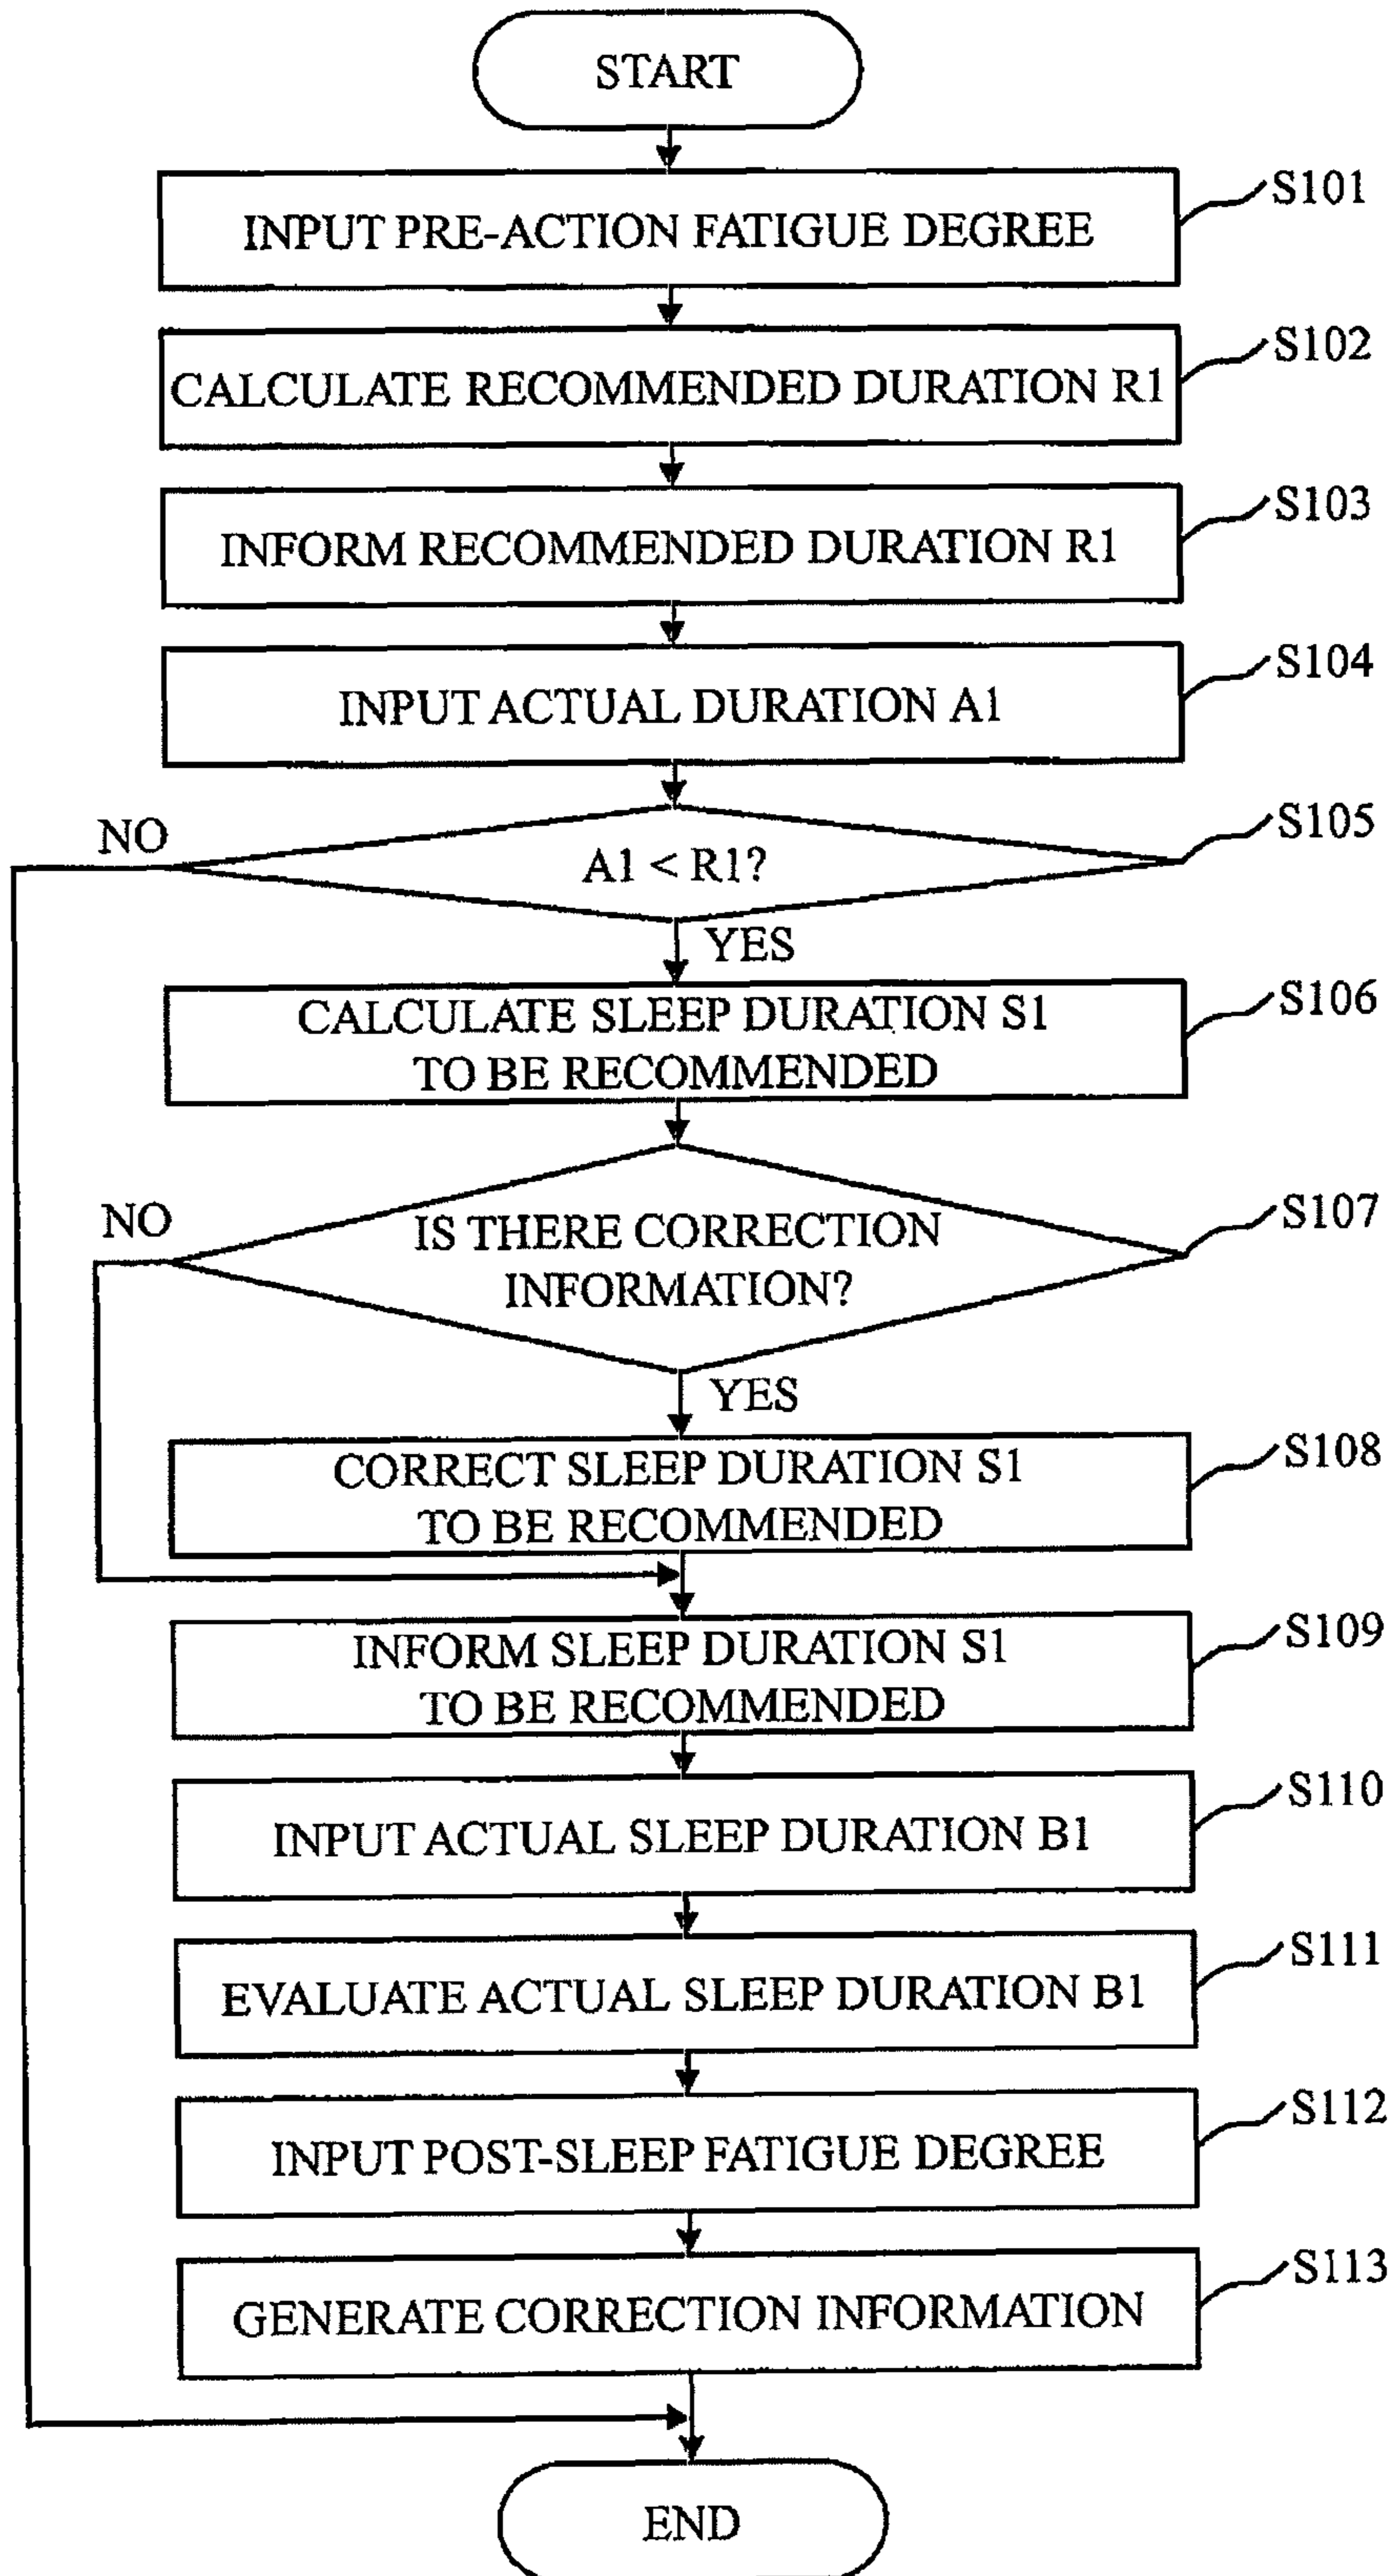 START
INPUT PRE-ACTION FATIGUE DEGREE
S101
CALCULATE RECOMMENDED DURATION R1
S102
INFORM RECOMMENDED DURATION R1
S103
INPUT ACTUAL DURATION A1
S104
NO
A1 < R1?
S105
YES
CALCULATE SLEEP DURATION S1
TO BE RECOMMENDED
S106
NO
IS THERE CORRECTION
INFORMATION?
S107
YES
CORRECT SLEEP DURATION S1
TO BE RECOMMENDED
S108
INFORM SLEEP DURATION S1
TO BE RECOMMENDED
S109
INPUT ACTUAL SLEEP DURATION B1
S110
EVALUATE ACTUAL SLEEP DURATION B1
S111
INPUT POST-SLEEP FATIGUE DEGREE
S112
GENERATE CORRECTION INFORMATION
S113
END